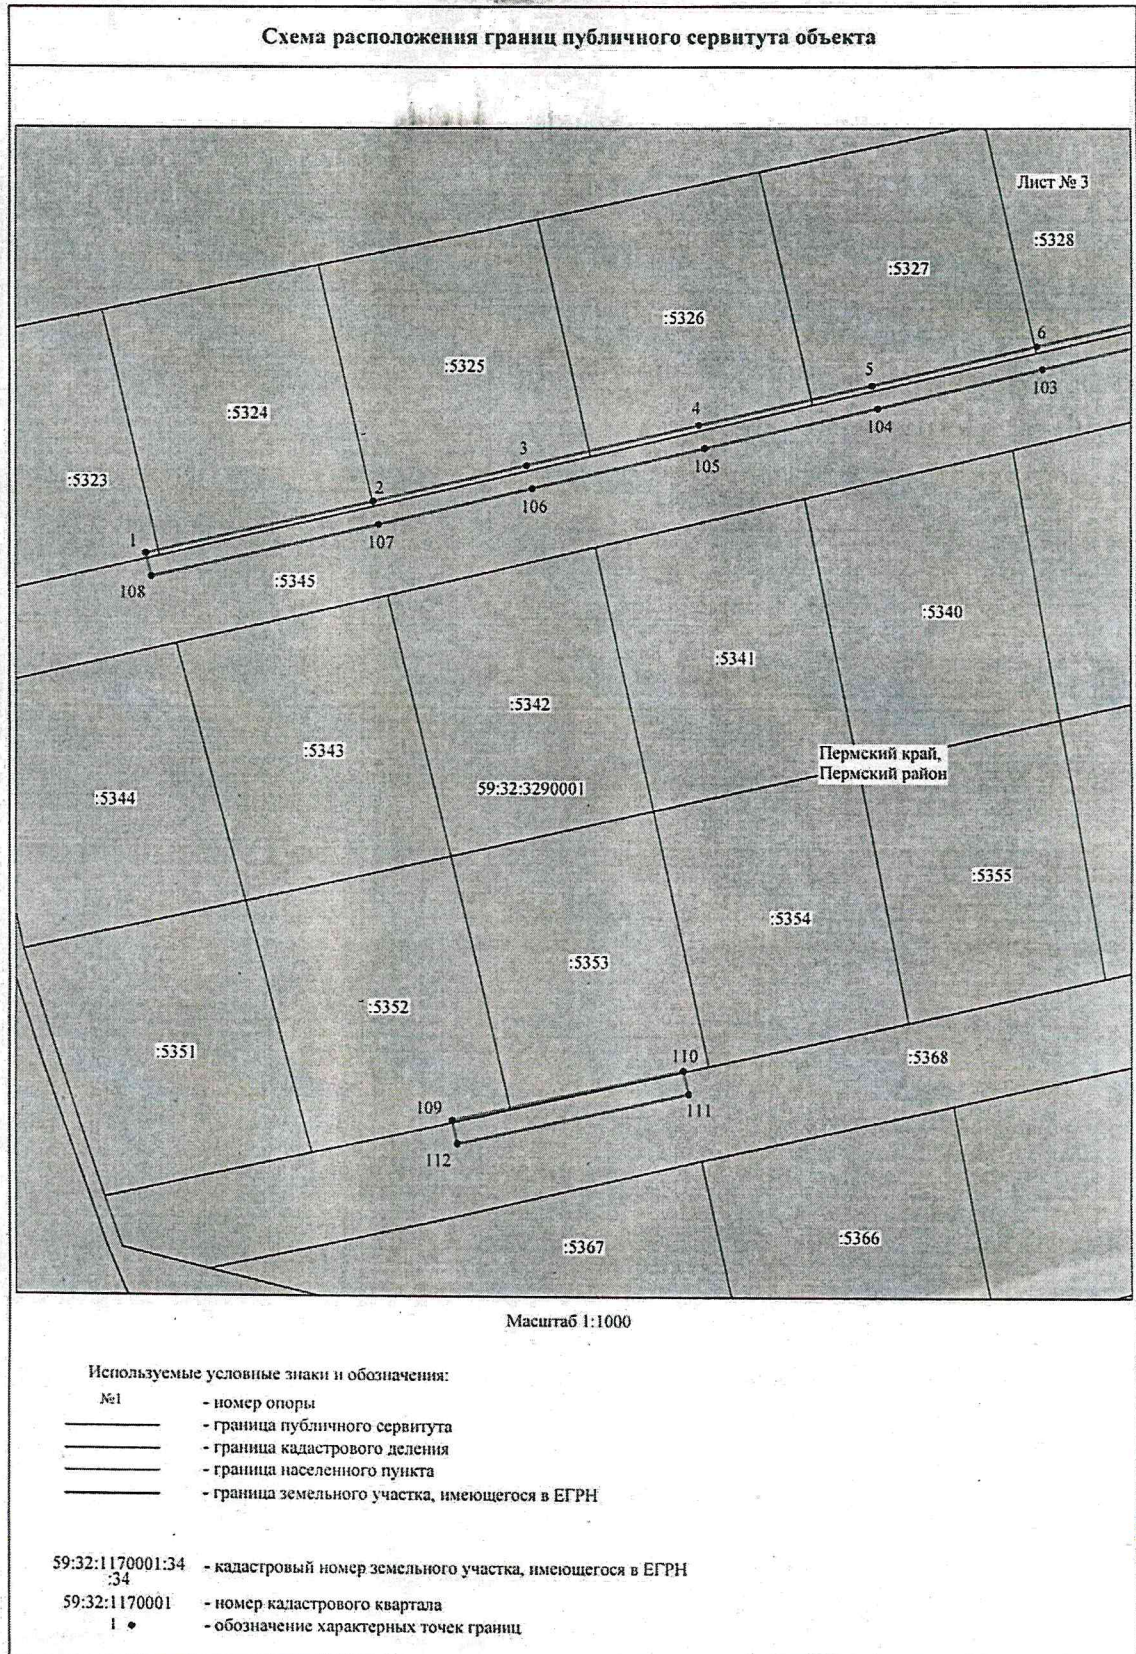 Схема расположения границ публичного сервитута объекта
Лист № 3
:5328
:5327
:5326
:5325
:5324
:5323
6
5
103
4
104
3
105
2
106
1
107
108
:5345
:5340
:5341
:5342
:5343
Пермский край,
Пермский район
59:32:3290001
:5344
:5355
:5354
:5353
:5352
:5351
110
:5368
109
111
112
:5366
:5367
Масштаб 1:1000
Используемые условные знаки и обозначения:
№1 - номер опоры
- граница публичного сервитута
- граница кадастрового деления
- граница населенного пункта
- граница земельного участка, имеющегося в ЕГРН
59:32:1170001:34 - кадастровый номер земельного участка, имеющегося в ЕГРН
:34
59:32:1170001 - номер кадастрового квартала
1 - обозначение характерных точек границ